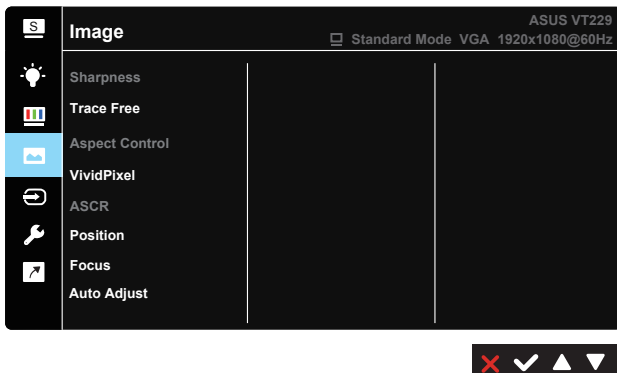 S
Image
ASUS VT229
Standard Mode VGA 1920x1080@60Hz
Sharpness
Trace Free
Aspect Control
VividPixel
ASCR
Position
Focus
Auto Adjust